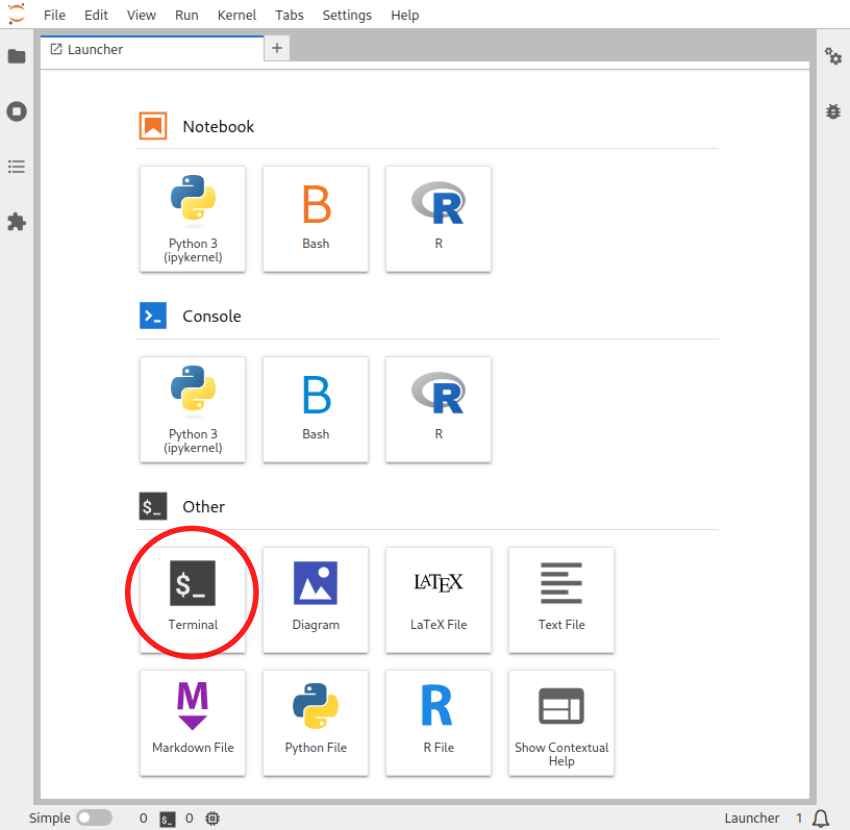 File Edit View Run Kernel Tabs Settings Help
Launcher
Notebook
Python 3
(ipykernel)
B
Bash
R
R
Console
Python 3
(ipykernel)
B
Bash
R
R
$_ Other
$_
Terminal
Diagram
LATEX
LaTeX File
Text File
M
Markdown File
Python File
R
R File
Show Contextual
Help
Simple 0 $_ 0 Launcher 1